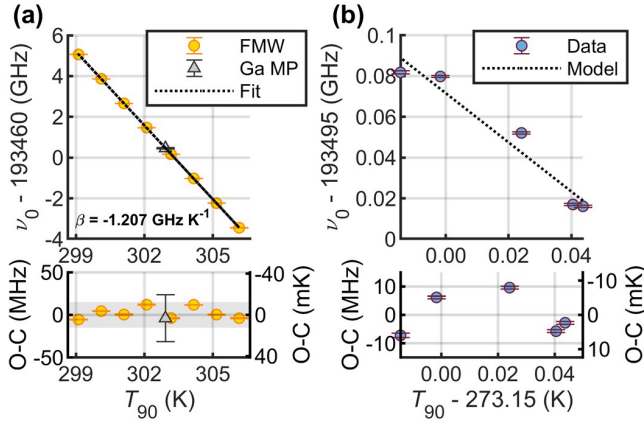 (a)
ν0 - 193460 (GHz)
6
4
2
0
-2
-4
FMW
Ga MP
Fit
β = -1.207 GHz K-1
299
302
305
O-C (MHz)
50
0
-50
-40
0
40
O-C (mK)
299
302
305
T90 (K)
(b)
ν0 - 193495 (GHz)
0.1
0.08
0.06
0.04
0.02
0
Data
Model
0.00
0.02
0.04
O-C (MHz)
10
0
-10
-10
0
10
O-C (mK)
0.00
0.02
0.04
T90 - 273.15 (K)